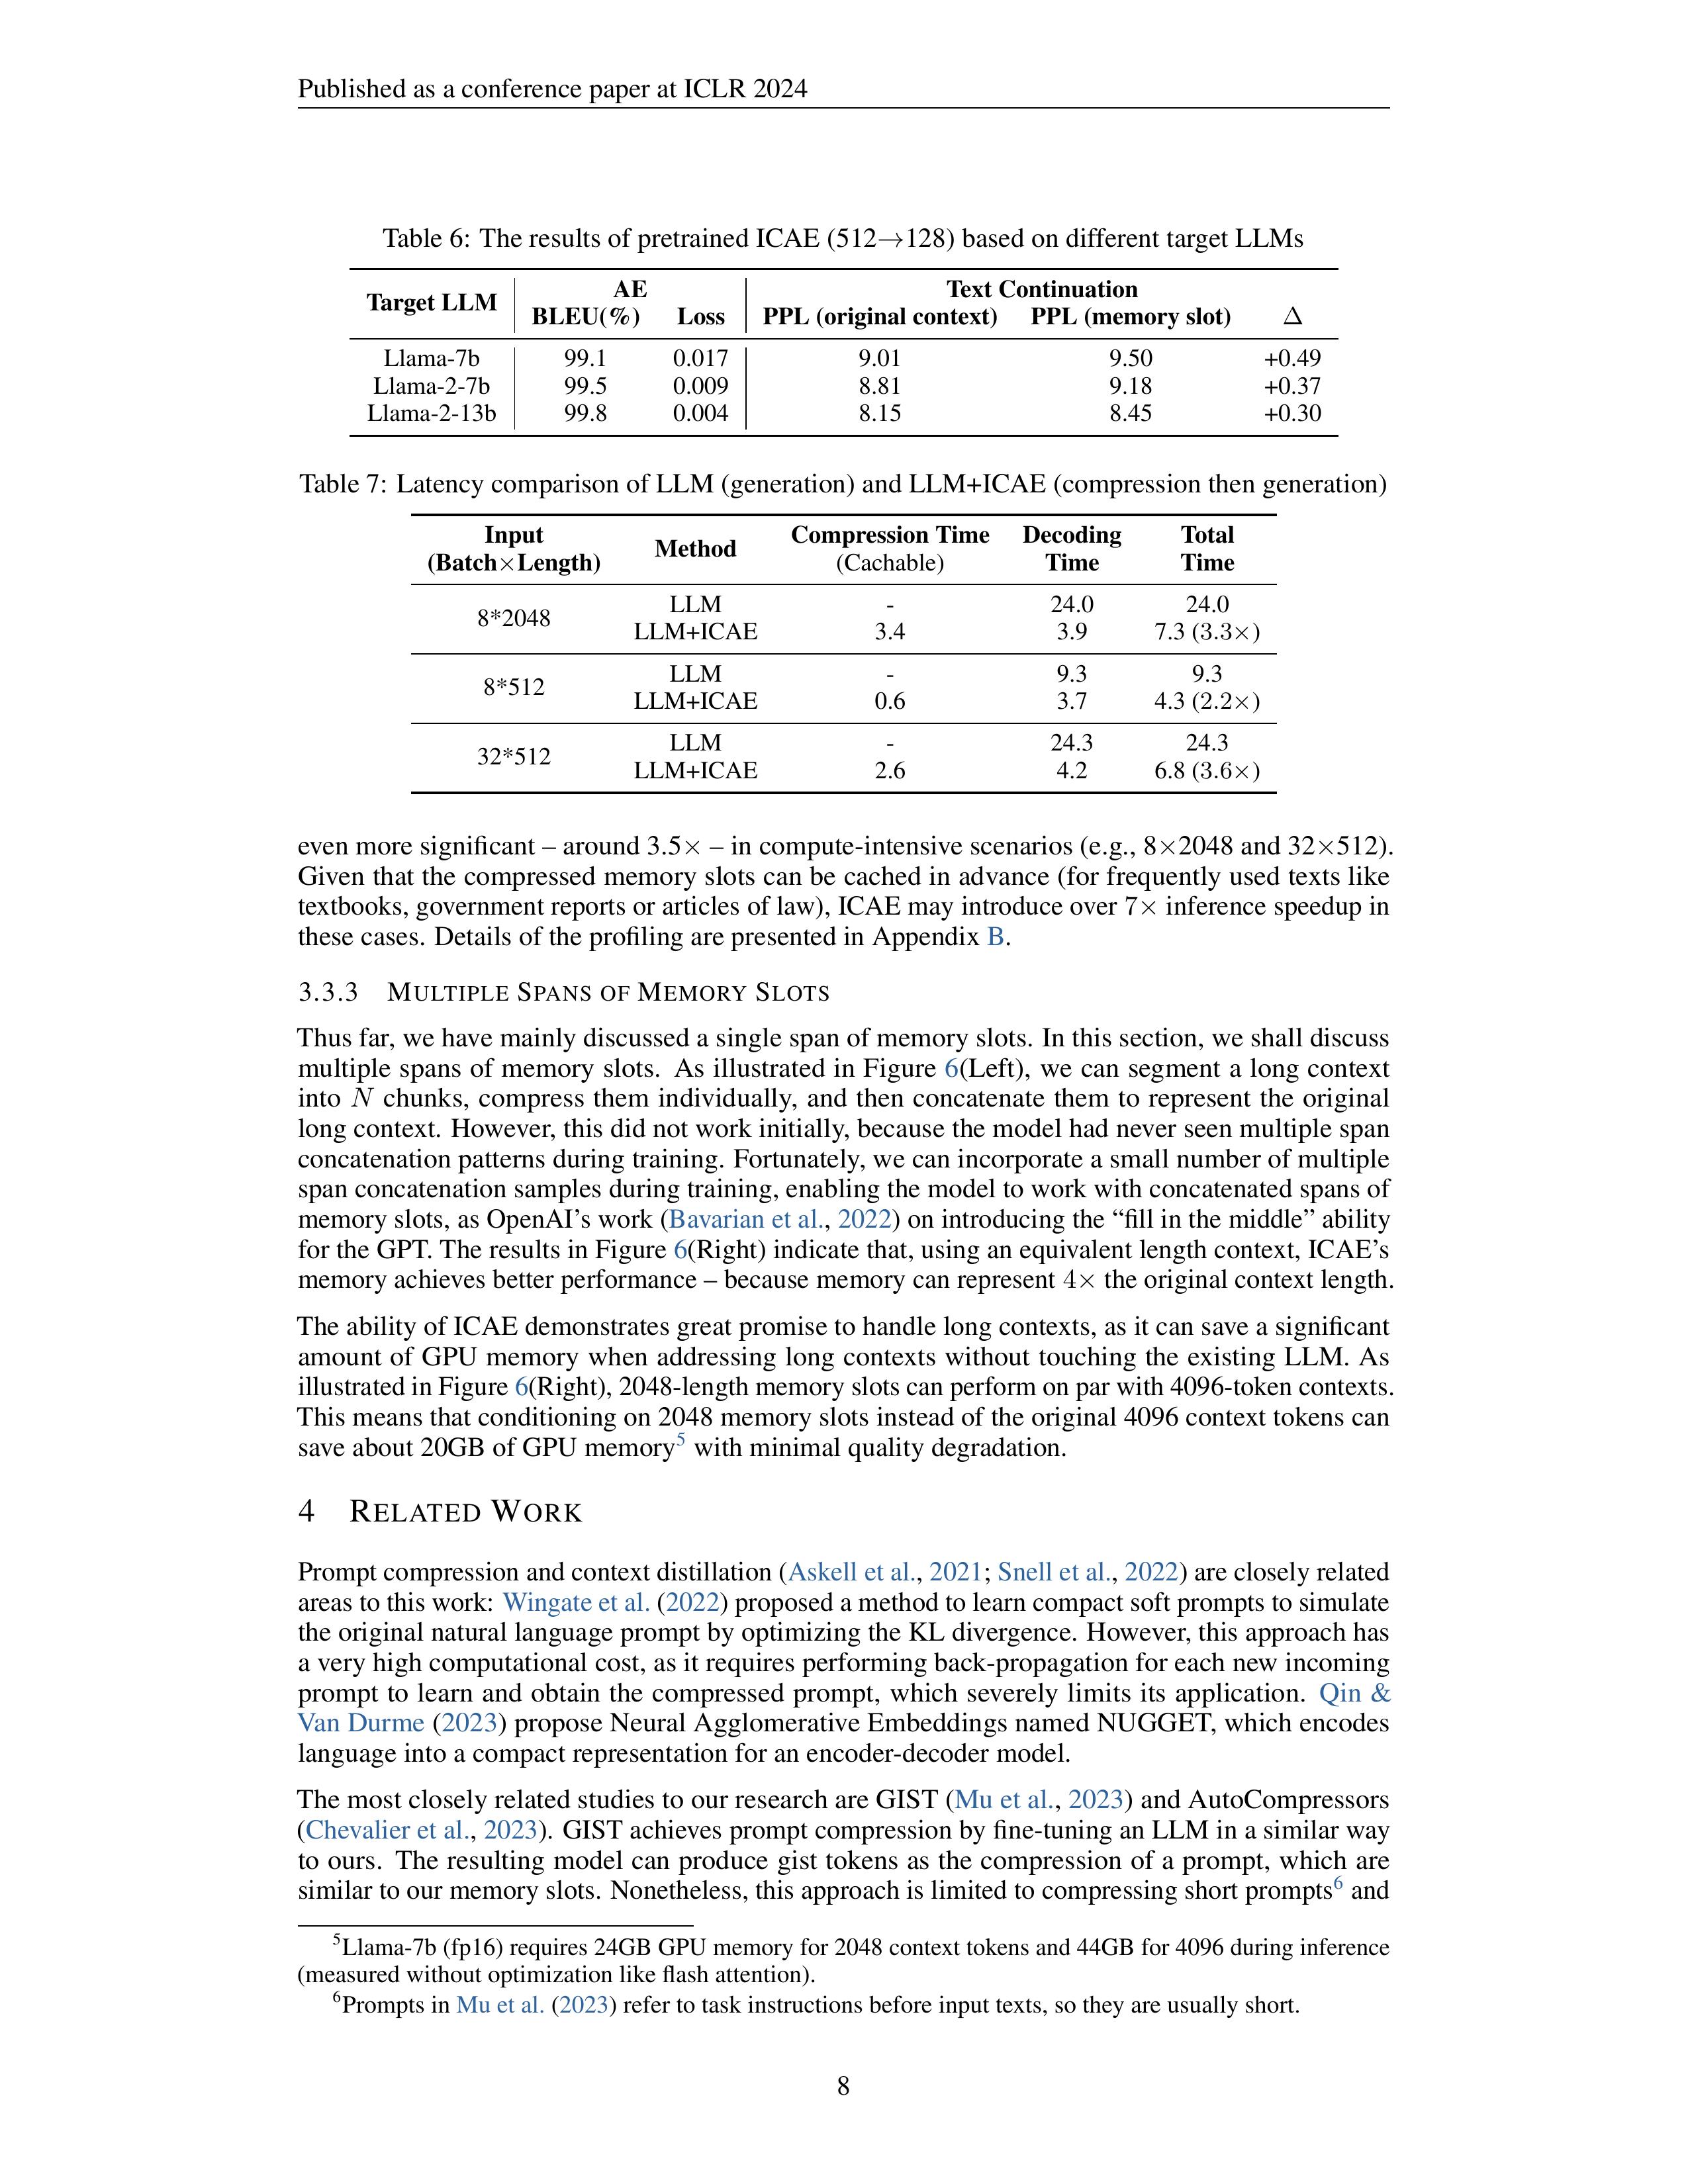 Published as a conference paper at ICLR 2024
Table 6: The results of pretrained ICAE (512→128) based on different target LLMs
Target LLM AE Text Continuation
BLEU(%) Loss PPL (original context) PPL (memory slot) Δ
Llama-7b 99.1 0.017 9.01 9.50 +0.49
Llama-2-7b 99.5 0.009 8.81 9.18 +0.37
Llama-2-13b 99.8 0.004 8.15 8.45 +0.30
Table 7: Latency comparison of LLM (generation) and LLM+ICAE (compression then generation)
Input Method Compression Time Decoding Total
(Batch×Length) (Cachable) Time Time
8*2048 LLM - 24.0 24.0
LLM+ICAE 3.4 3.9 7.3 (3.3×)
8*512 LLM - 9.3 9.3
LLM+ICAE 0.6 3.7 4.3 (2.2×)
32*512 LLM - 24.3 24.3
LLM+ICAE 2.6 4.2 6.8 (3.6×)
even more significant – around 3.5× – in compute-intensive scenarios (e.g., 8×2048 and 32×512).
Given that the compressed memory slots can be cached in advance (for frequently used texts like
textbooks, government reports or articles of law), ICAE may introduce over 7× inference speedup in
these cases. Details of the profiling are presented in Appendix B.
3.3.3 MULTIPLE SPANS OF MEMORY SLOTS
Thus far, we have mainly discussed a single span of memory slots. In this section, we shall discuss
multiple spans of memory slots. As illustrated in Figure 6(Left), we can segment a long context
into N chunks, compress them individually, and then concatenate them to represent the original
long context. However, this did not work initially, because the model had never seen multiple span
concatenation patterns during training. Fortunately, we can incorporate a small number of multiple
span concatenation samples during training, enabling the model to work with concatenated spans of
memory slots, as OpenAI's work (Bavarian et al., 2022) on introducing the “fill in the middle” ability
for the GPT. The results in Figure 6(Right) indicate that, using an equivalent length context, ICAE's
memory achieves better performance – because memory can represent 4× the original context length.
The ability of ICAE demonstrates great promise to handle long contexts, as it can save a significant
amount of GPU memory when addressing long contexts without touching the existing LLM. As
illustrated in Figure 6(Right), 2048-length memory slots can perform on par with 4096-token contexts.
This means that conditioning on 2048 memory slots instead of the original 4096 context tokens can
save about 20GB of GPU memory5 with minimal quality degradation.
4 RELATED WORK
Prompt compression and context distillation (Askell et al., 2021; Snell et al., 2022) are closely related
areas to this work: Wingate et al. (2022) proposed a method to learn compact soft prompts to simulate
the original natural language prompt by optimizing the KL divergence. However, this approach has
a very high computational cost, as it requires performing back-propagation for each new incoming
prompt to learn and obtain the compressed prompt, which severely limits its application. Qin &
Van Durme (2023) propose Neural Agglomerative Embeddings named NUGGET, which encodes
language into a compact representation for an encoder-decoder model.
The most closely related studies to our research are GIST (Mu et al., 2023) and AutoCompressors
(Chevalier et al., 2023). GIST achieves prompt compression by fine-tuning an LLM in a similar way
to ours. The resulting model can produce gist tokens as the compression of a prompt, which are
similar to our memory slots. Nonetheless, this approach is limited to compressing short prompts6 and
5Llama-7b (fp16) requires 24GB GPU memory for 2048 context tokens and 44GB for 4096 during inference
(measured without optimization like flash attention).
6Prompts in Mu et al. (2023) refer to task instructions before input texts, so they are usually short.
8